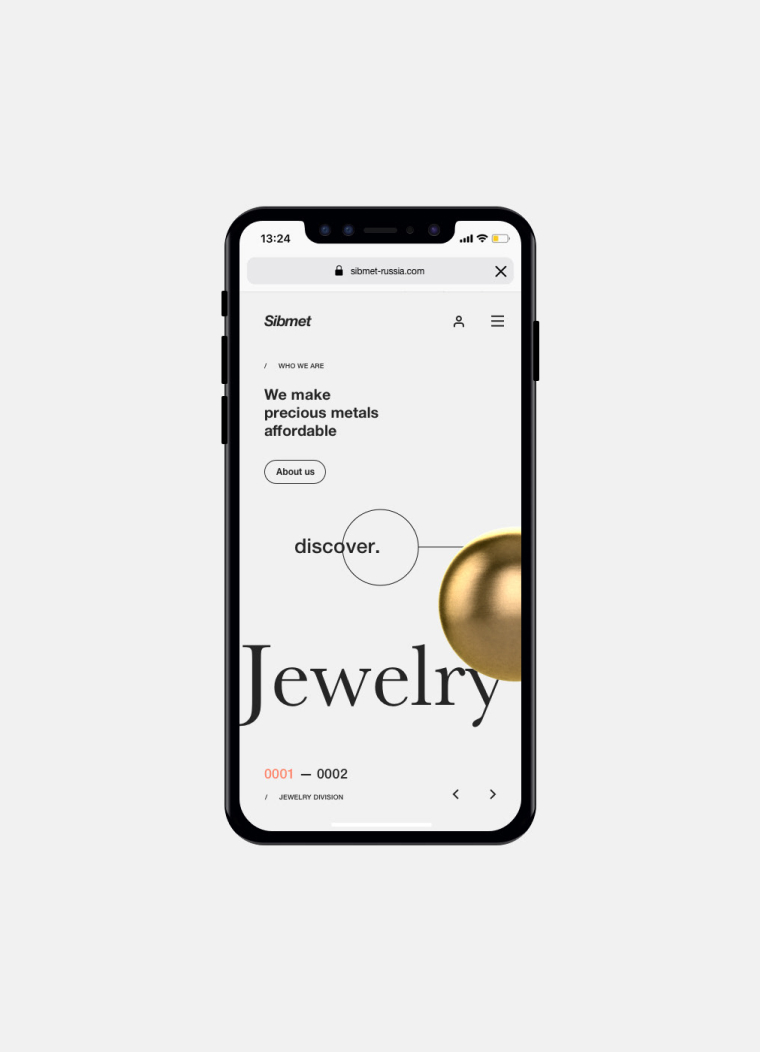 13:24
sibmet-russia.com
Sibmet
/ WHO WE ARE
We make
precious metals
affordable
About us
discover.
Jewelry
0001 — 0002
/ JEWELRY DIVISION